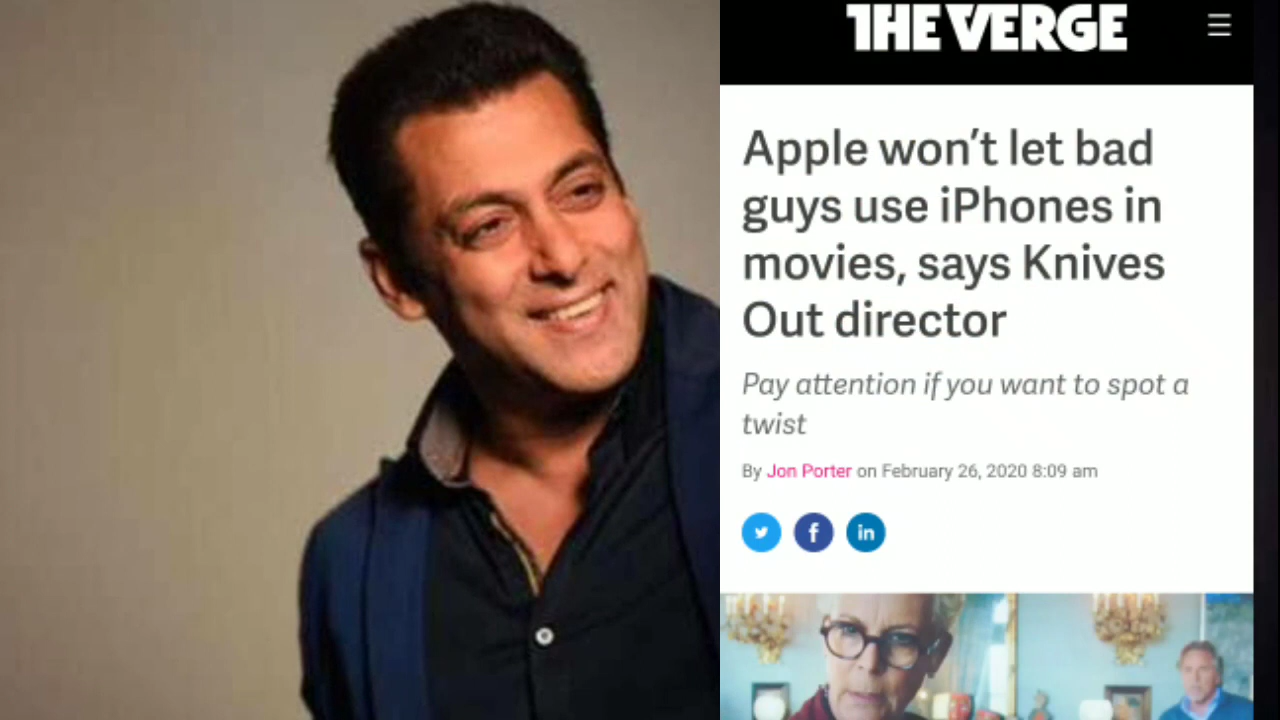 THE VERGE
Apple won’t let bad
guys use iPhones in
movies, says Knives
Out director
Pay attention if you want to spot a
twist
By Jon Porter on February 26, 2020 8:09 am
f
in